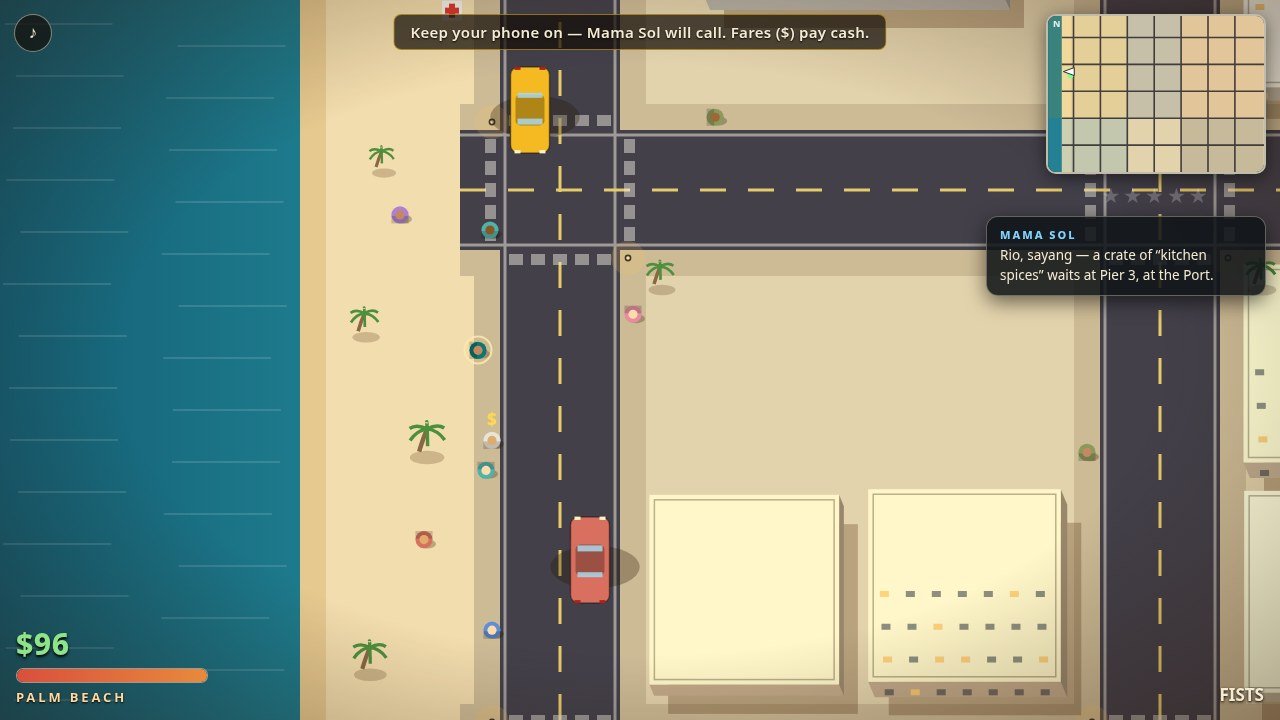 ♪
Keep your phone on — Mama Sol will call. Fares ($) pay cash.
N
★★★★★
MAMA SOL
Rio, sayang — a crate of “kitchen
spices” waits at Pier 3, at the Port.
$
$96
PALM BEACH
FISTS